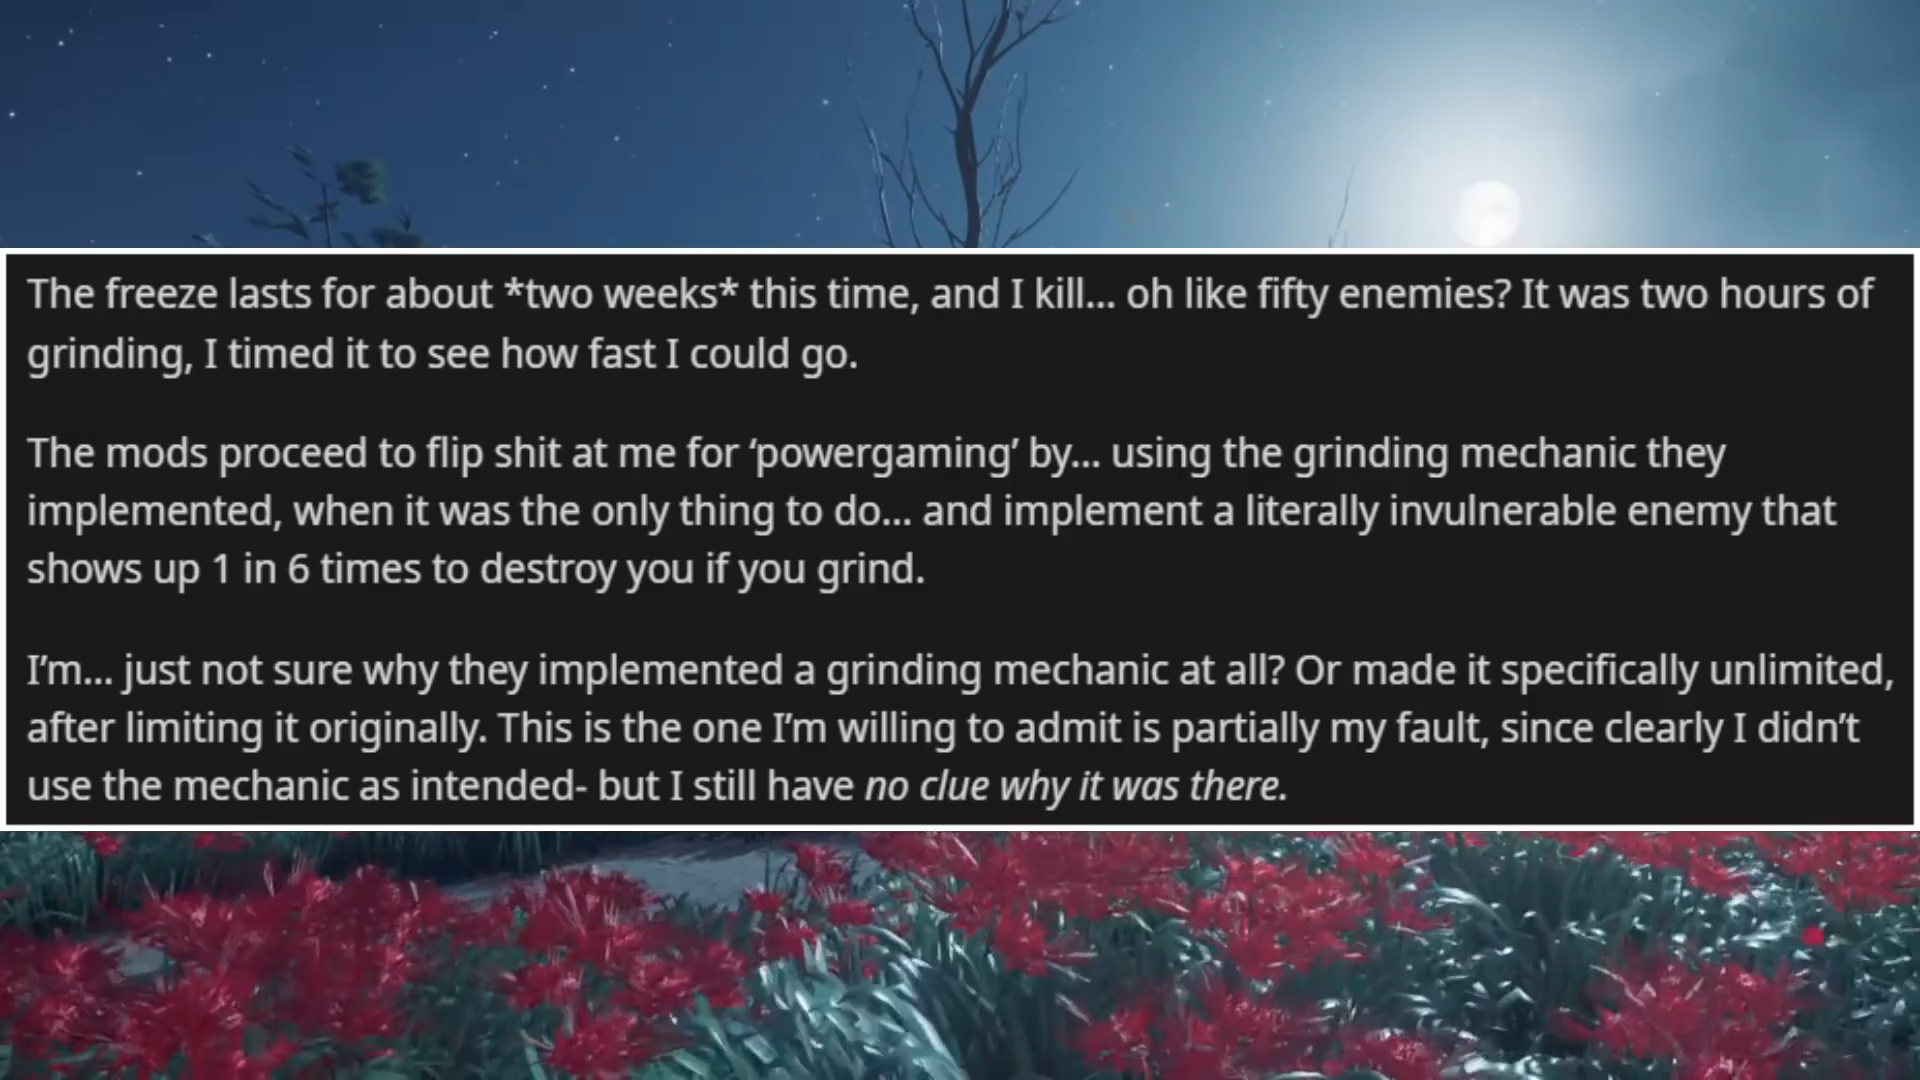 The freeze lasts for about *two weeks* this time, and I kill... oh like fifty enemies? It was two hours of
grinding, I timed it to see how fast I could go.
The mods proceed to flip shit at me for ‘powergaming’ by... using the grinding mechanic they
implemented, when it was the only thing to do... and implement a literally invulnerable enemy that
shows up 1 in 6 times to destroy you if you grind.
I’m... just not sure why they implemented a grinding mechanic at all? Or made it specifically unlimited,
after limiting it originally. This is the one I’m willing to admit is partially my fault, since clearly I didn’t
use the mechanic as intended- but I still have no clue why it was there.